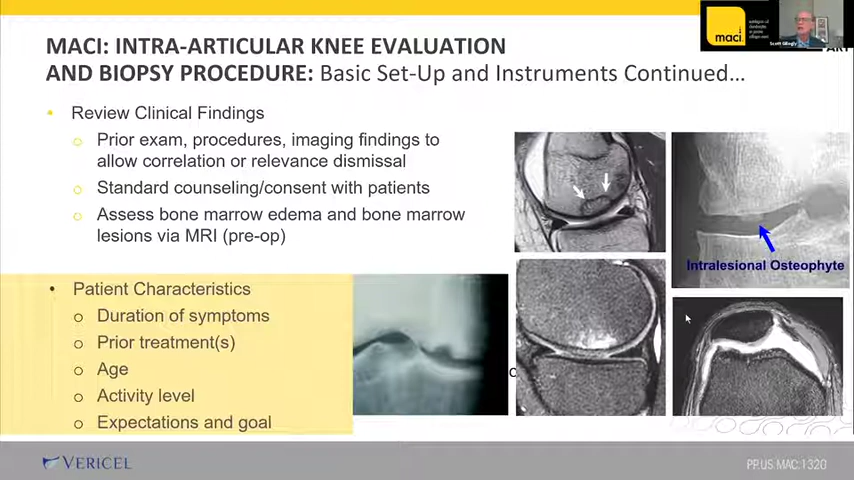 MACI: INTRA-ARTICULAR KNEE EVALUATION
AND BIOPSY PROCEDURE: Basic Set-Up and Instruments Continued...
• Review Clinical Findings
o Prior exam, procedures, imaging findings to
allow correlation or relevance dismissal
o Standard counseling/consent with patients
o Assess bone marrow edema and bone marrow
lesions via MRI (pre-op)
• Patient Characteristics
o Duration of symptoms
o Prior treatment(s)
o Age
o Activity level
o Expectations and goal
Intralesional Osteophyte
maci
Scott Gillogly
VERICEL
PP.US.MAC.1320